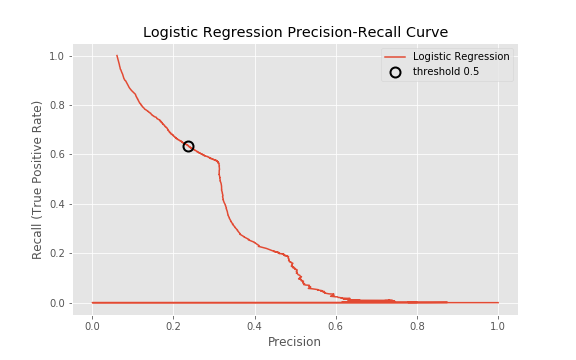 Logistic Regression Precision-Recall Curve
Logistic Regression
threshold 0.5
Recall (True Positive Rate)
1.0
0.8
0.6
0.4
0.2
0.0
0.0 0.2 0.4 0.6 0.8 1.0
Precision